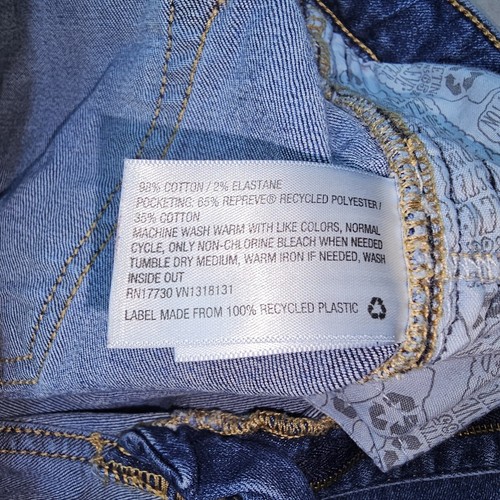 98% COTTON / 2% ELASTANE
POCKETING: 65% REPREVE® RECYCLED POLYESTER /
35% COTTON
MACHINE WASH WARM WITH LIKE COLORS, NORMAL
CYCLE, ONLY NON-CHLORINE BLEACH WHEN NEEDED
TUMBLE DRY MEDIUM, WARM IRON IF NEEDED, WASH
INSIDE OUT
RN17730 VN1318131
LABEL MADE FROM 100% RECYCLED PLASTIC